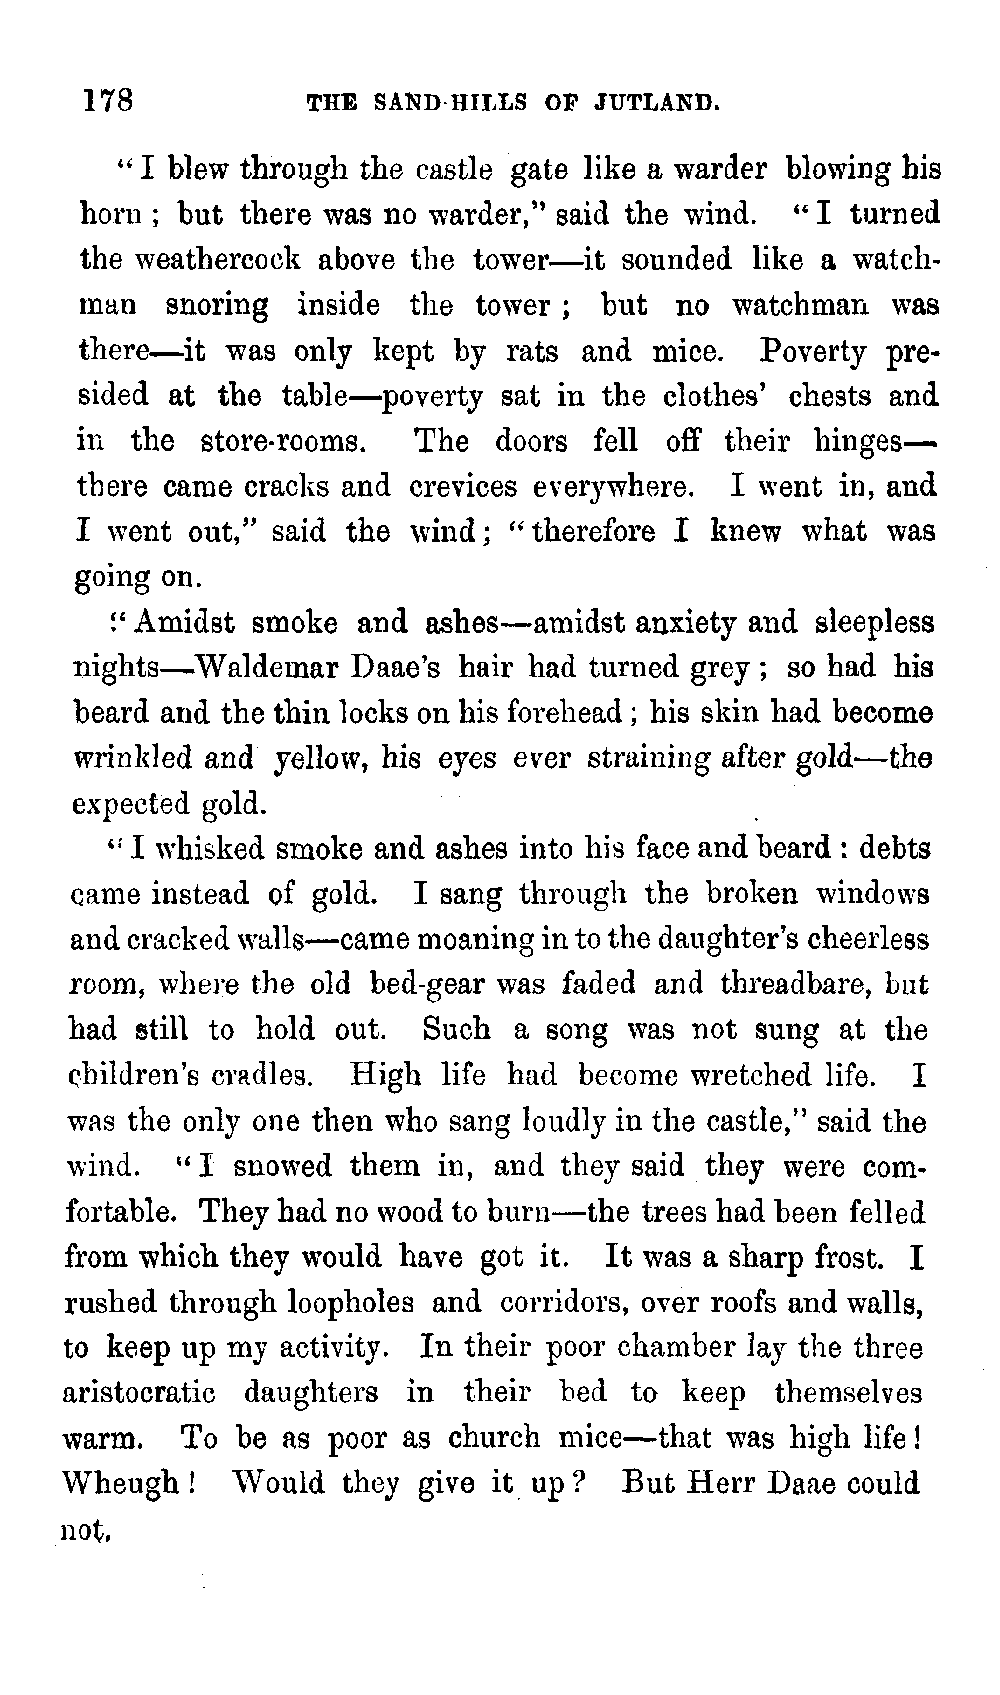 178 THE SAND-HILLS OF JUTLAND.
"I blew through the castle gate like a warder blowing his
horn ; but there was no warder," said the wind. "I turned
the weathercock above the tower—it sounded like a watch-
man snoring inside the tower ; but no watchman was
there—it was only kept by rats and mice. Poverty pre-
sided at the table—poverty sat in the clothes' chests and
in the store-rooms. The doors fell off their hinges—
there came cracks and crevices everywhere. I went in, and
I went out," said the wind; "therefore I knew what was
going on.
"Amidst smoke and ashes—amidst anxiety and sleepless
nights—Waldemar Daae's hair had turned grey ; so had his
beard and the thin locks on his forehead ; his skin had become
wrinkled and yellow, his eyes ever straining after gold—the
expected gold.
"I whisked smoke and ashes into his face and beard : debts
came instead of gold. I sang through the broken windows
and cracked walls—came moaning in to the daughter's cheerless
room, where the old bed-gear was faded and threadbare, but
had still to hold out. Such a song was not sung at the
children's cradles. High life had become wretched life. I
was the only one then who sang loudly in the castle," said the
wind. "I snowed them in, and they said they were com-
fortable. They had no wood to burn—the trees had been felled
from which they would have got it. It was a sharp frost. I
rushed through loopholes and corridors, over roofs and walls,
to keep up my activity. In their poor chamber lay the three
aristocratic daughters in their bed to keep themselves
warm. To be as poor as church mice—that was high life !
Wheugh ! Would they give it up ? But Herr Daae could
not.